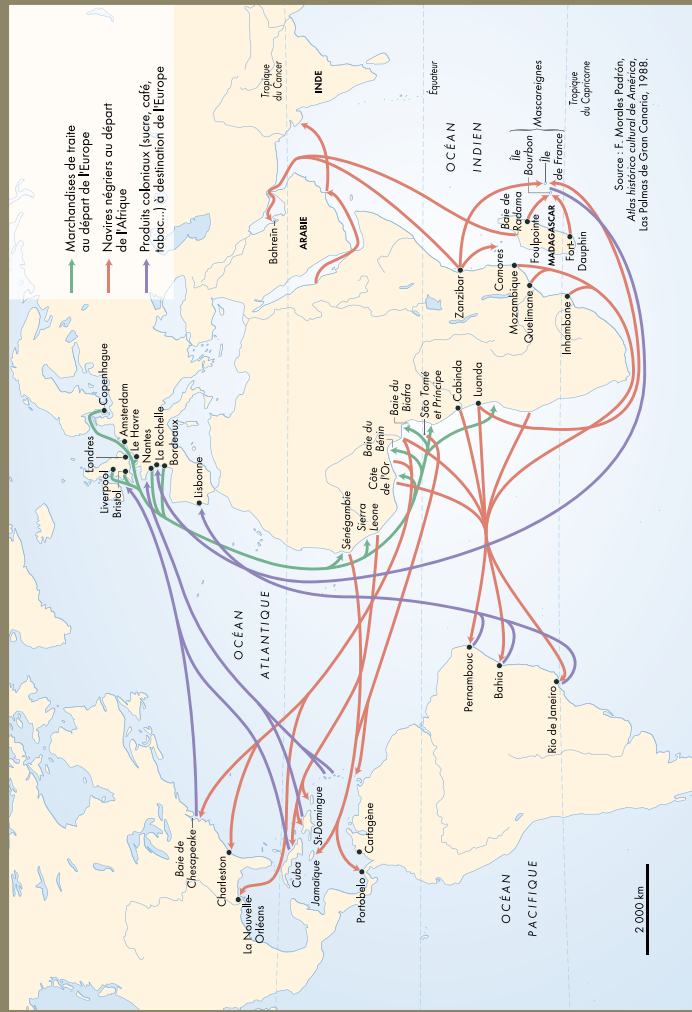 Marchandises de traite
au départ de l'Europe
Navires négriers au départ
de l'Afrique
Produits coloniaux (sucre, café,
tabac...) à destination de l'Europe
Copenhague
Londres
Amsterdam
Le Havre
Liverpool
Bristol
Nantes
La Rochelle
Bordeaux
Lisbonne
OCÉAN
ATLANTIQUE
Baie de
Chesapeake
Charleston
La Nouvelle-
Orléans
Cuba
Jamaïque
St-Domingue
Portobelo
Cartagène
Pernambouc
Bahia
Rio de Janeiro
OCÉAN
PACIFIQUE
2 000 km
Sénégambie
Sierra
Leone
Côte
de l'Or
Baie du
Bénin
Baie du
Biafra
São Tomé
et Príncipe
Cabinda
Luanda
Bahreïn
ARABIE
INDE
Tropique
du Cancer
Équateur
OCÉAN
INDIEN
Zanzibar
Comores
Mozambique
Quelimane
Inhambane
Baie de
Radama
Foulpointe
MADAGASCAR
Fort-
Dauphin
Île
Bourbon
Île
de France
Mascareignes
Tropique
du Capricorne
Source : F. Morales Padrón,
Atlas histórico cultural de América,
Las Palmas de Gran Canaria, 1988.